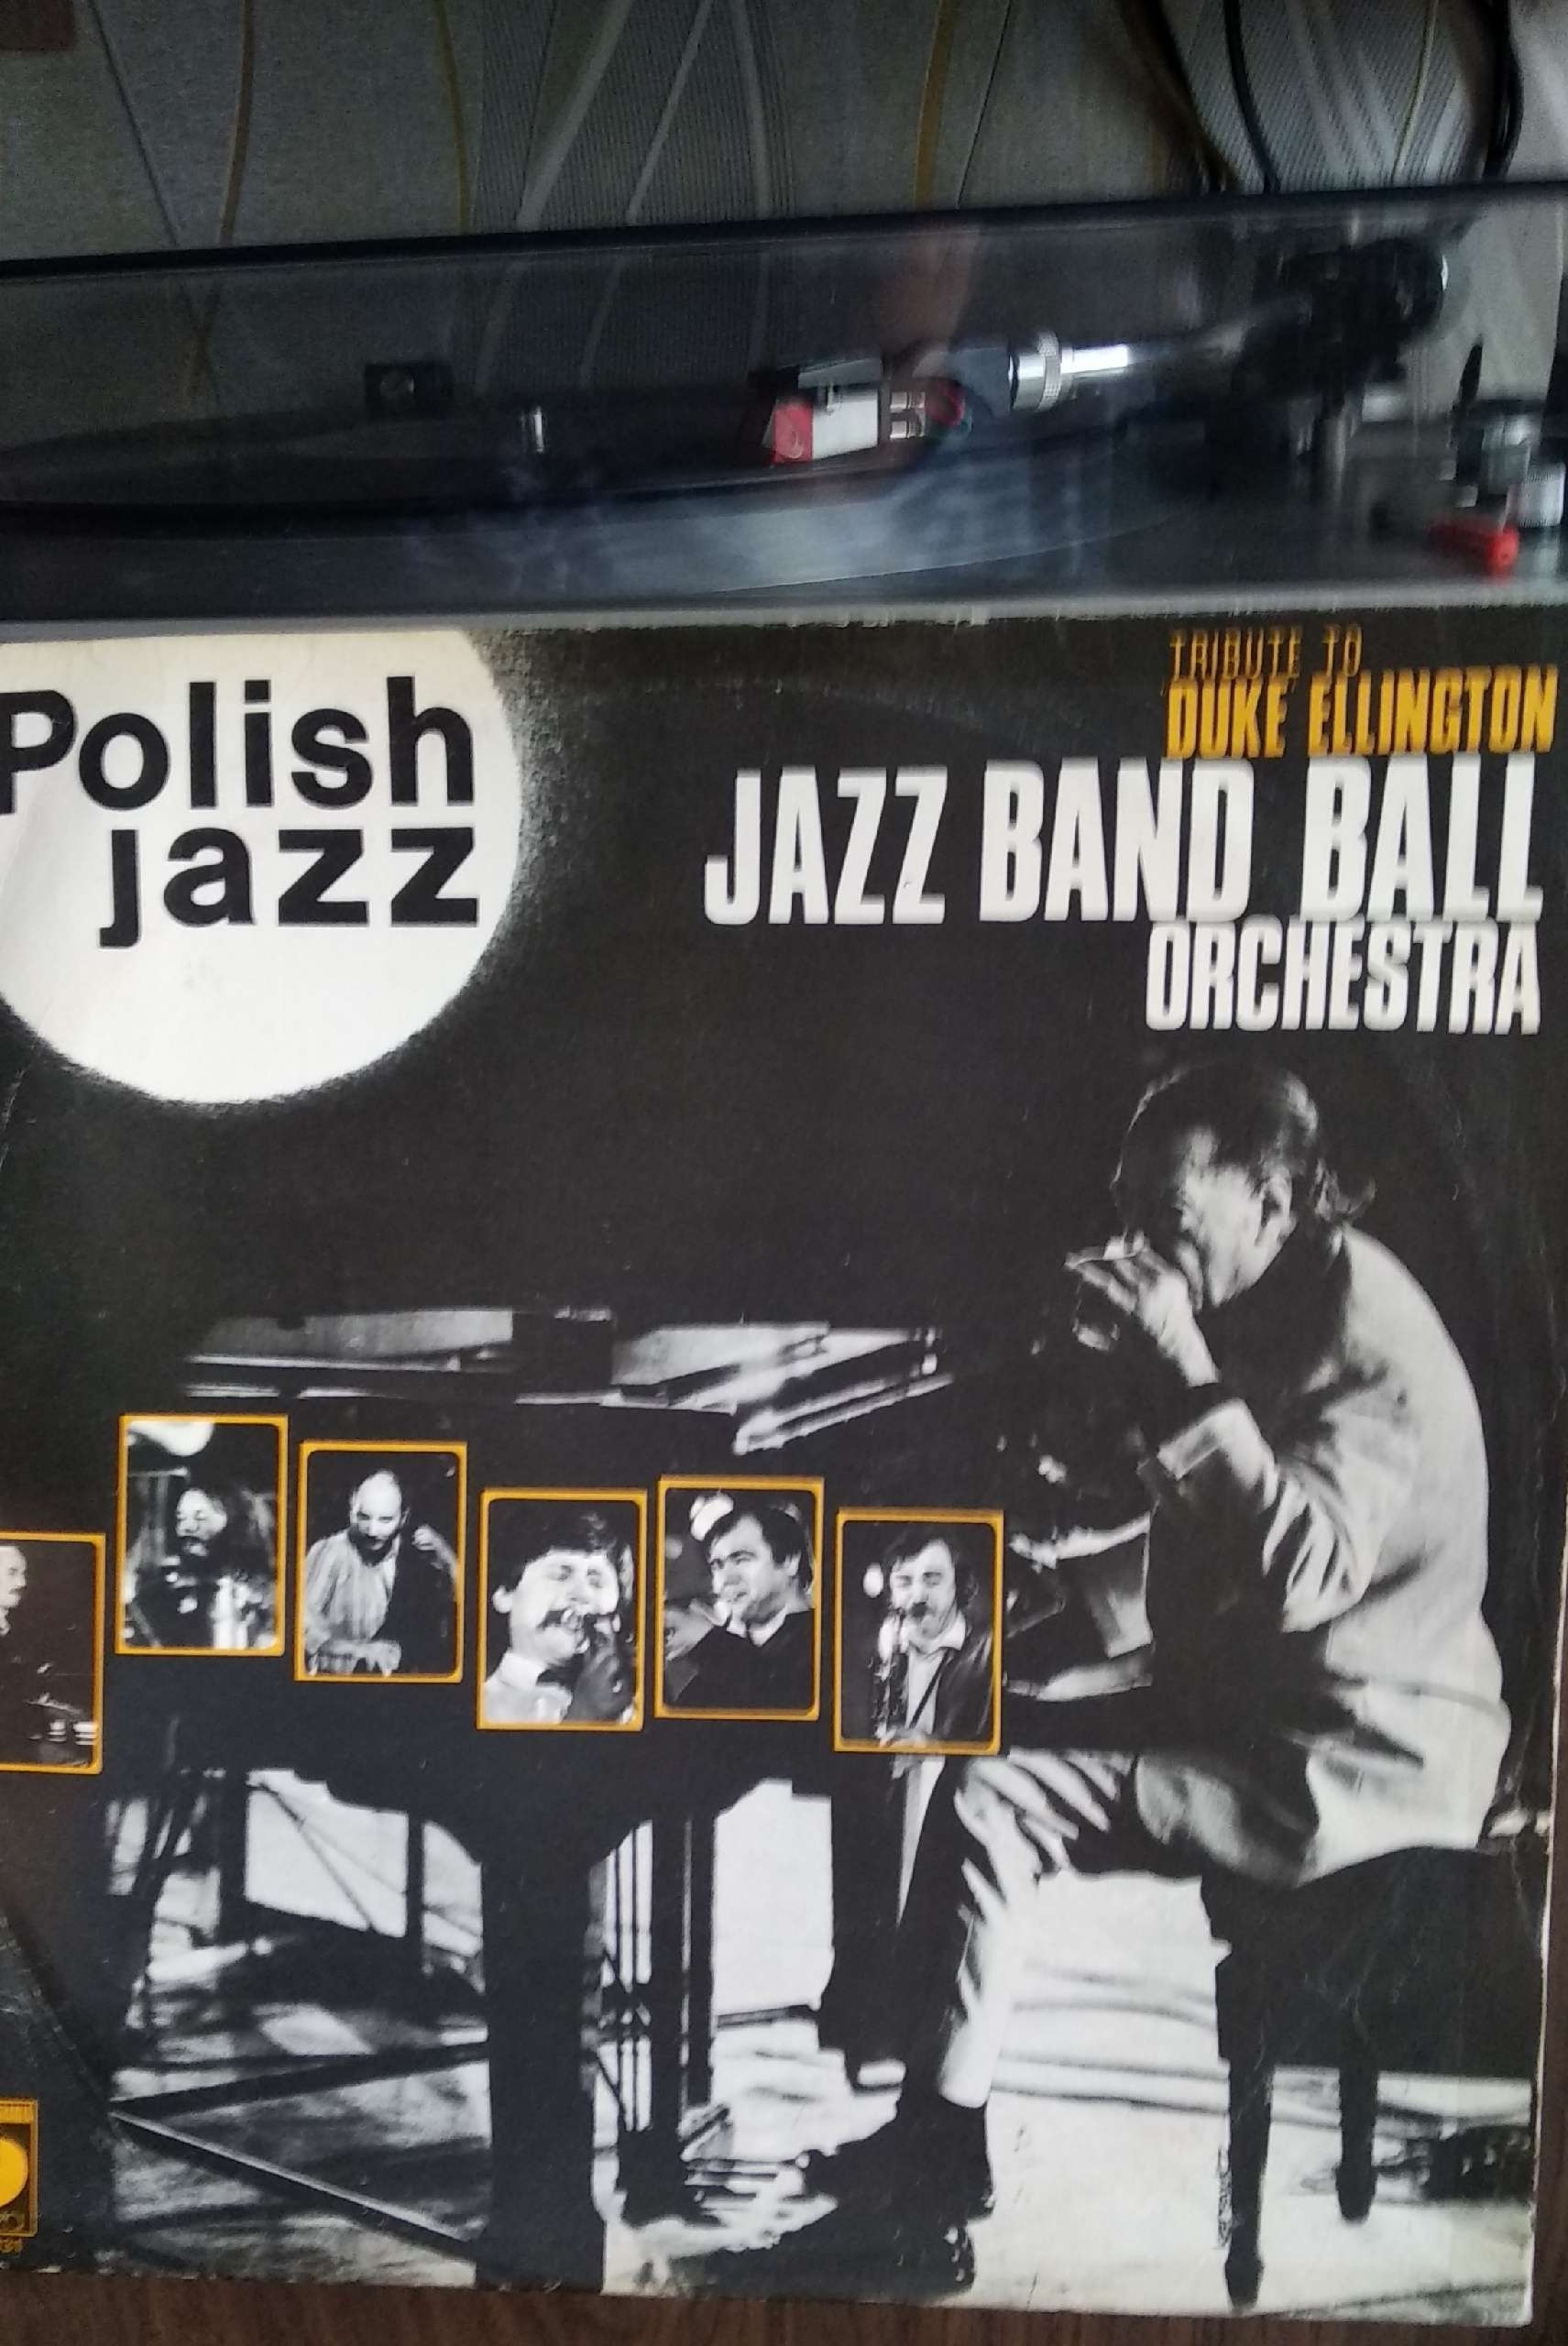 Polish
jazz
TRIBUTE TO
DUKE ELLINGTON
JAZZ BAND BALL
ORCHESTRA